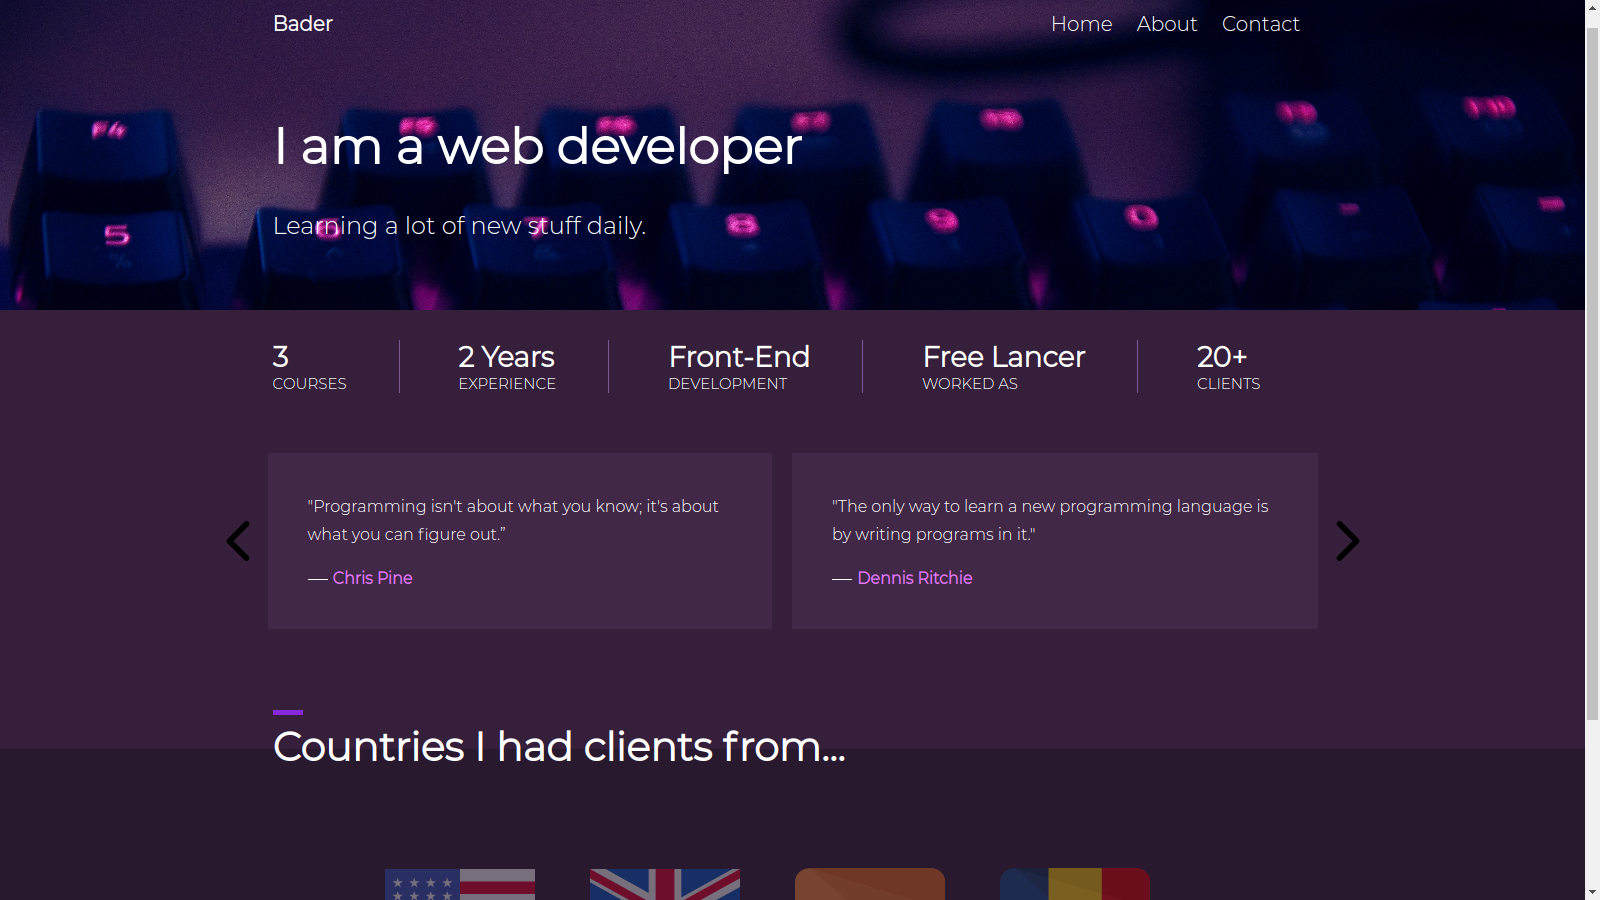 Bader
Home About Contact
I am a web developer
Learning a lot of new stuff daily.
3
COURSES
2 Years
EXPERIENCE
Front-End
DEVELOPMENT
Free Lancer
WORKED AS
20+
CLIENTS
"Programming isn't about what you know; it's about
what you can figure out.”
— Chris Pine
"The only way to learn a new programming language is
by writing programs in it."
— Dennis Ritchie
Countries I had clients from...